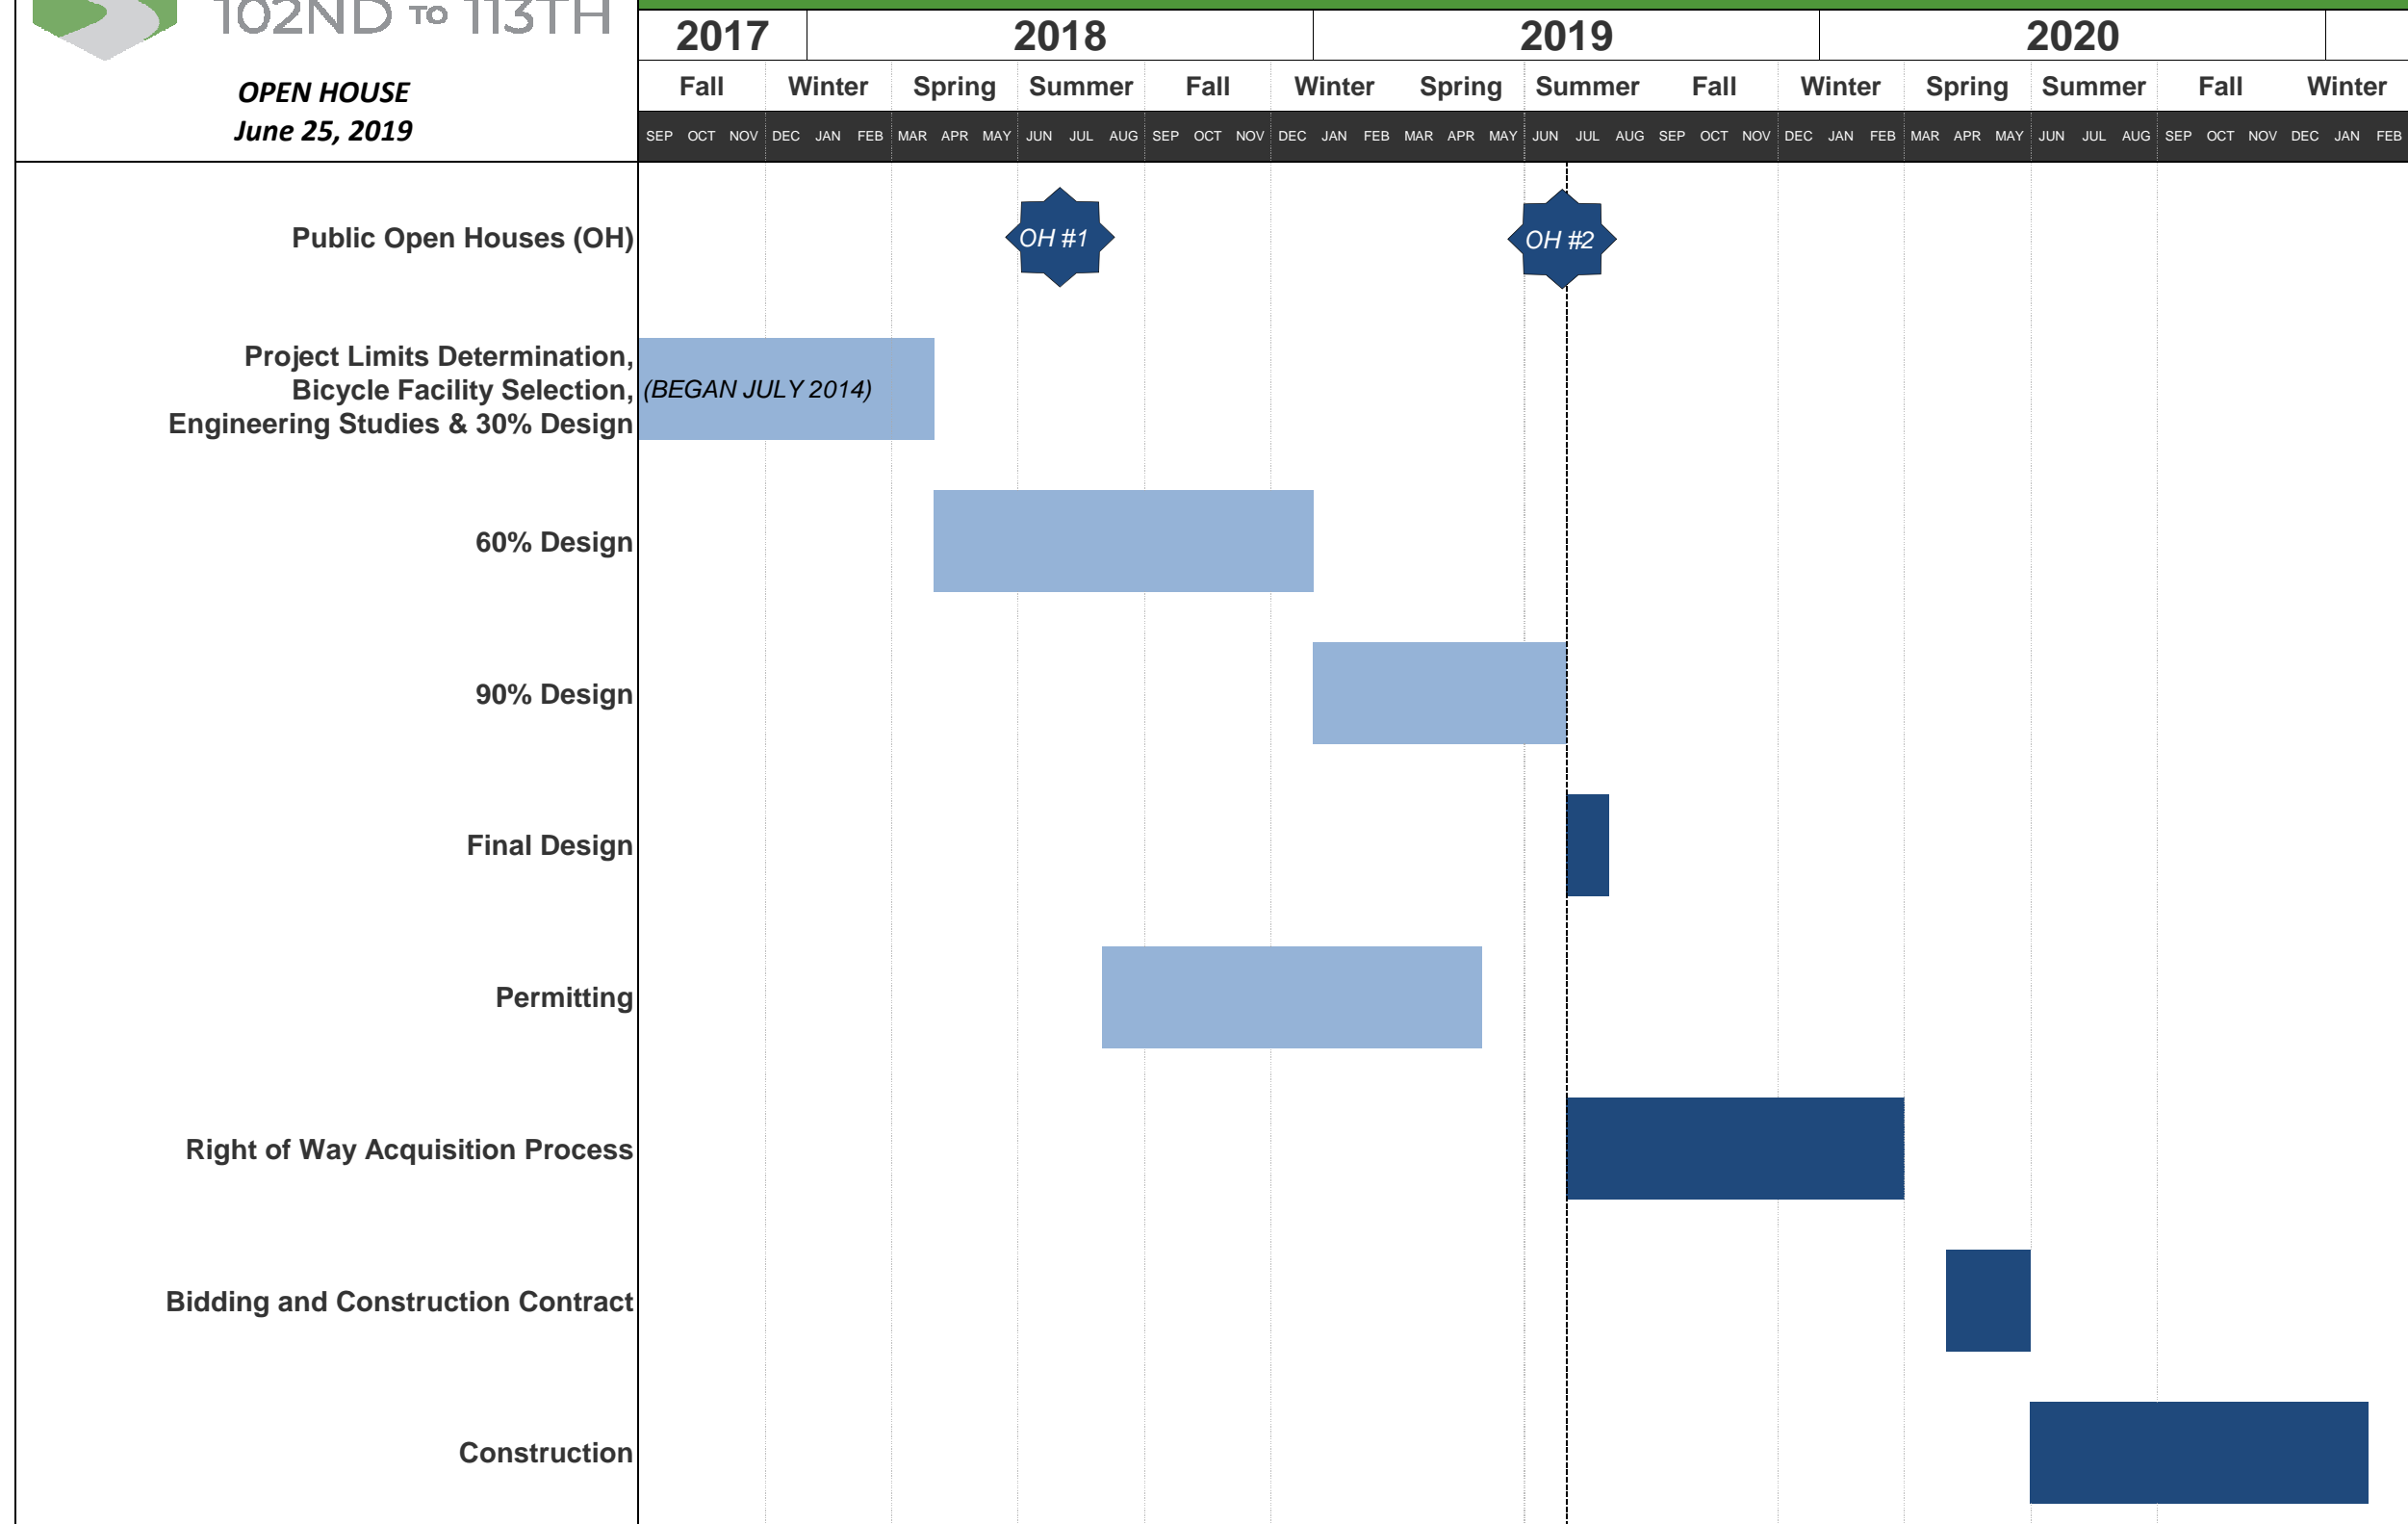 102ND TO 113TH
OPEN HOUSE
June 25, 2019
2017 2018 2019 2020
Fall Winter Spring Summer Fall Winter Spring Summer Fall Winter Spring Summer Fall Winter
SEP OCT NOV DEC JAN FEB MAR APR MAY JUN JUL AUG SEP OCT NOV DEC JAN FEB MAR APR MAY JUN JUL AUG SEP OCT NOV DEC JAN FEB MAR APR MAY JUN JUL AUG SEP OCT NOV DEC JAN FEB
Public Open Houses (OH)
OH #1
OH #2
Project Limits Determination,
Bicycle Facility Selection,
Engineering Studies & 30% Design
(BEGAN JULY 2014)
60% Design
90% Design
Final Design
Permitting
Right of Way Acquisition Process
Bidding and Construction Contract
Construction